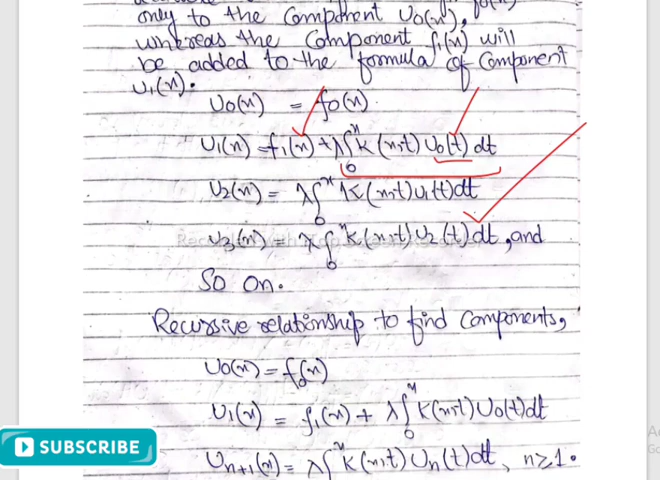 only to the component u₀(x), f₀(x)
whereas the component f₁(x) will
be added to the formula of component
u₁(x).
u₀(x) = f₀(x).
u₁(x) = f₁(x) + λ∫₀ˣ k(x,t) u₀(t) dt
u₂(x) = λ∫₀ˣ k(x,t) u₁(t) dt
u₃(x) = λ∫₀ˣ k(x,t) u₂(t) dt, and
So on.
Recursive relationship to find components,
u₀(x) = f₀(x)
u₁(x) = f₁(x) + λ∫₀ˣ k(x,t) u₀(t) dt
SUBSCRIBE
uₙ₊₁(x) = λ∫ˣ k(x,t) uₙ(t) dt, n≥1.